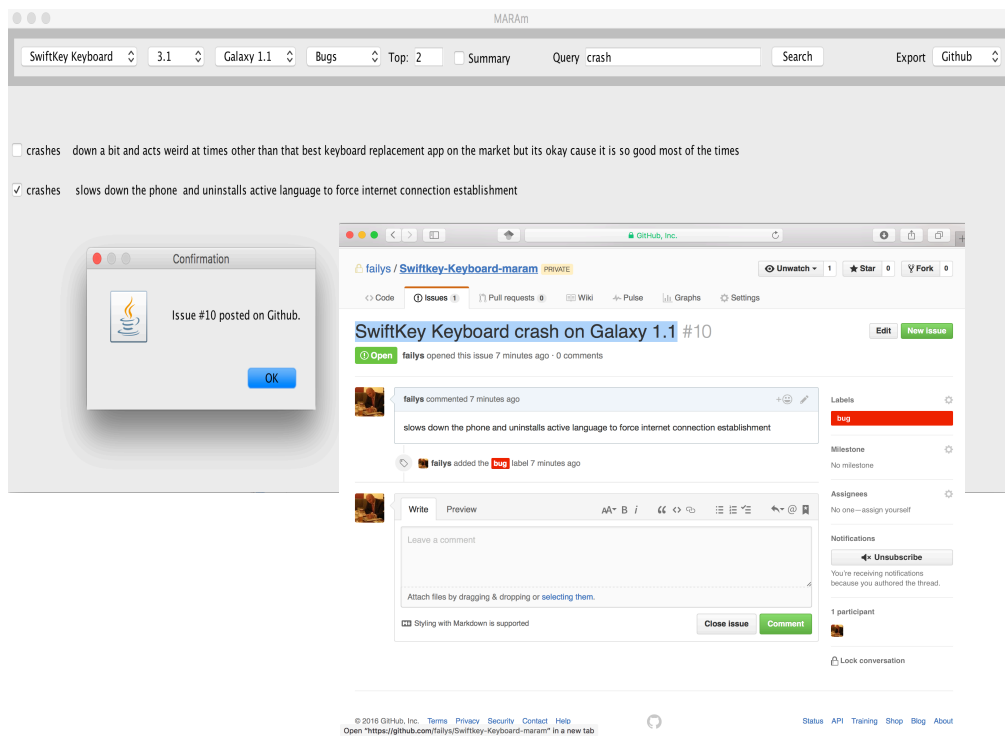 MARAm
SwiftKey Keyboard 3.1 Galaxy 1.1 Bugs Top: 2 Summary Query crash Search Export Github
crashes down a bit and acts weird at times other than that best keyboard replacement app on the market but its okay cause it is so good most of the times
crashes slows down the phone and uninstalls active language to force internet connection establishment
Confirmation
Issue #10 posted on Github.
OK
GitHub, Inc.
failys / Swiftkey-Keyboard-maram PRIVATE Unwatch 1 Star 0 Fork 0
Code Issues 1 Pull requests 0 Wiki Pulse Graphs Settings
SwiftKey Keyboard crash on Galaxy 1.1 #10 Edit New issue
Open failys opened this issue 7 minutes ago · 0 comments
failys commented 7 minutes ago
slows down the phone and uninstalls active language to force internet connection establishment
failys added the bug label 7 minutes ago
Write Preview AA B i
Leave a comment
Attach files by dragging & dropping or selecting them.
Styling with Markdown is supported Close issue Comment
Labels
bug
Milestone
No milestone
Assignees
No one—assign yourself
Notifications
Unsubscribe
You're receiving notifications
because you authored the thread.
1 participant
Lock conversation
© 2016 GitHub, Inc. Terms Privacy Security Contact Help Status API Training Shop Blog About
Open "https://github.com/failys/Swiftkey-Keyboard-maram" in a new tab